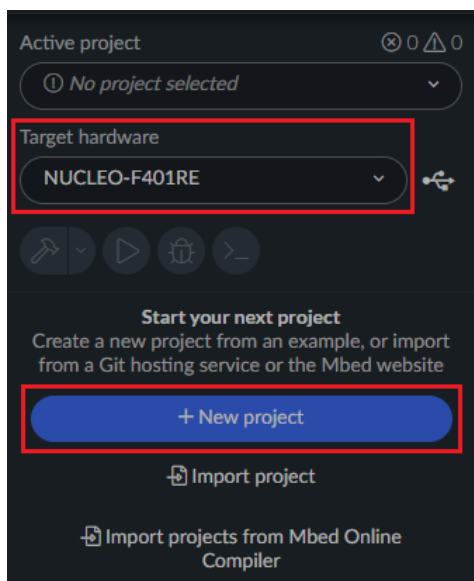 Active project 0 0
No project selected
Target hardware
NUCLEO-F401RE
Start your next project
Create a new project from an example, or import
from a Git hosting service or the Mbed website
+ New project
Import project
Import projects from Mbed Online
Compiler